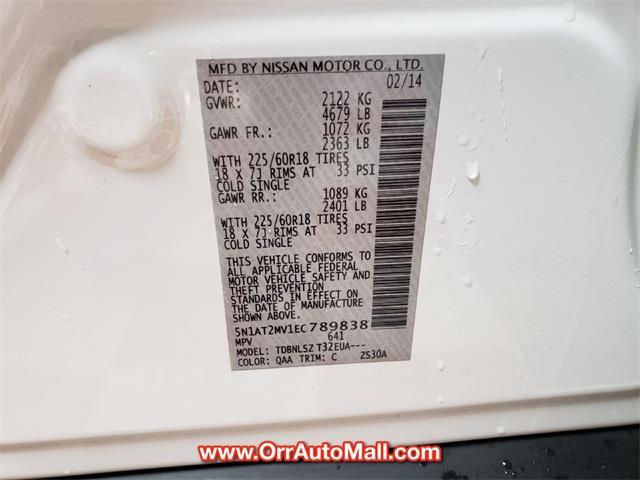 MFD BY NISSAN MOTOR CO., LTD.
DATE: 02/14
GVWR: 2122 KG
4679 LB
GAWR FR.: 1072 KG
2363 LB
WITH 225/60R18 TIRES
18 X 7J RIMS AT 33 PSI
COLD SINGLE
GAWR RR.: 1089 KG
2401 LB
WITH 225/60R18 TIRES
18 X 7J RIMS AT 33 PSI
COLD SINGLE
THIS VEHICLE CONFORMS TO
ALL APPLICABLE FEDERAL
MOTOR VEHICLE SAFETY AND
THEFT PREVENTION
STANDARDS IN EFFECT ON
THE DATE OF MANUFACTURE
SHOWN ABOVE.
5N1AT2MV1EC789838
MPV 641
MODEL: TDBNLSZ T32EUA---
COLOR: QAA TRIM: C ZS30A
www.OrrAutoMall.com